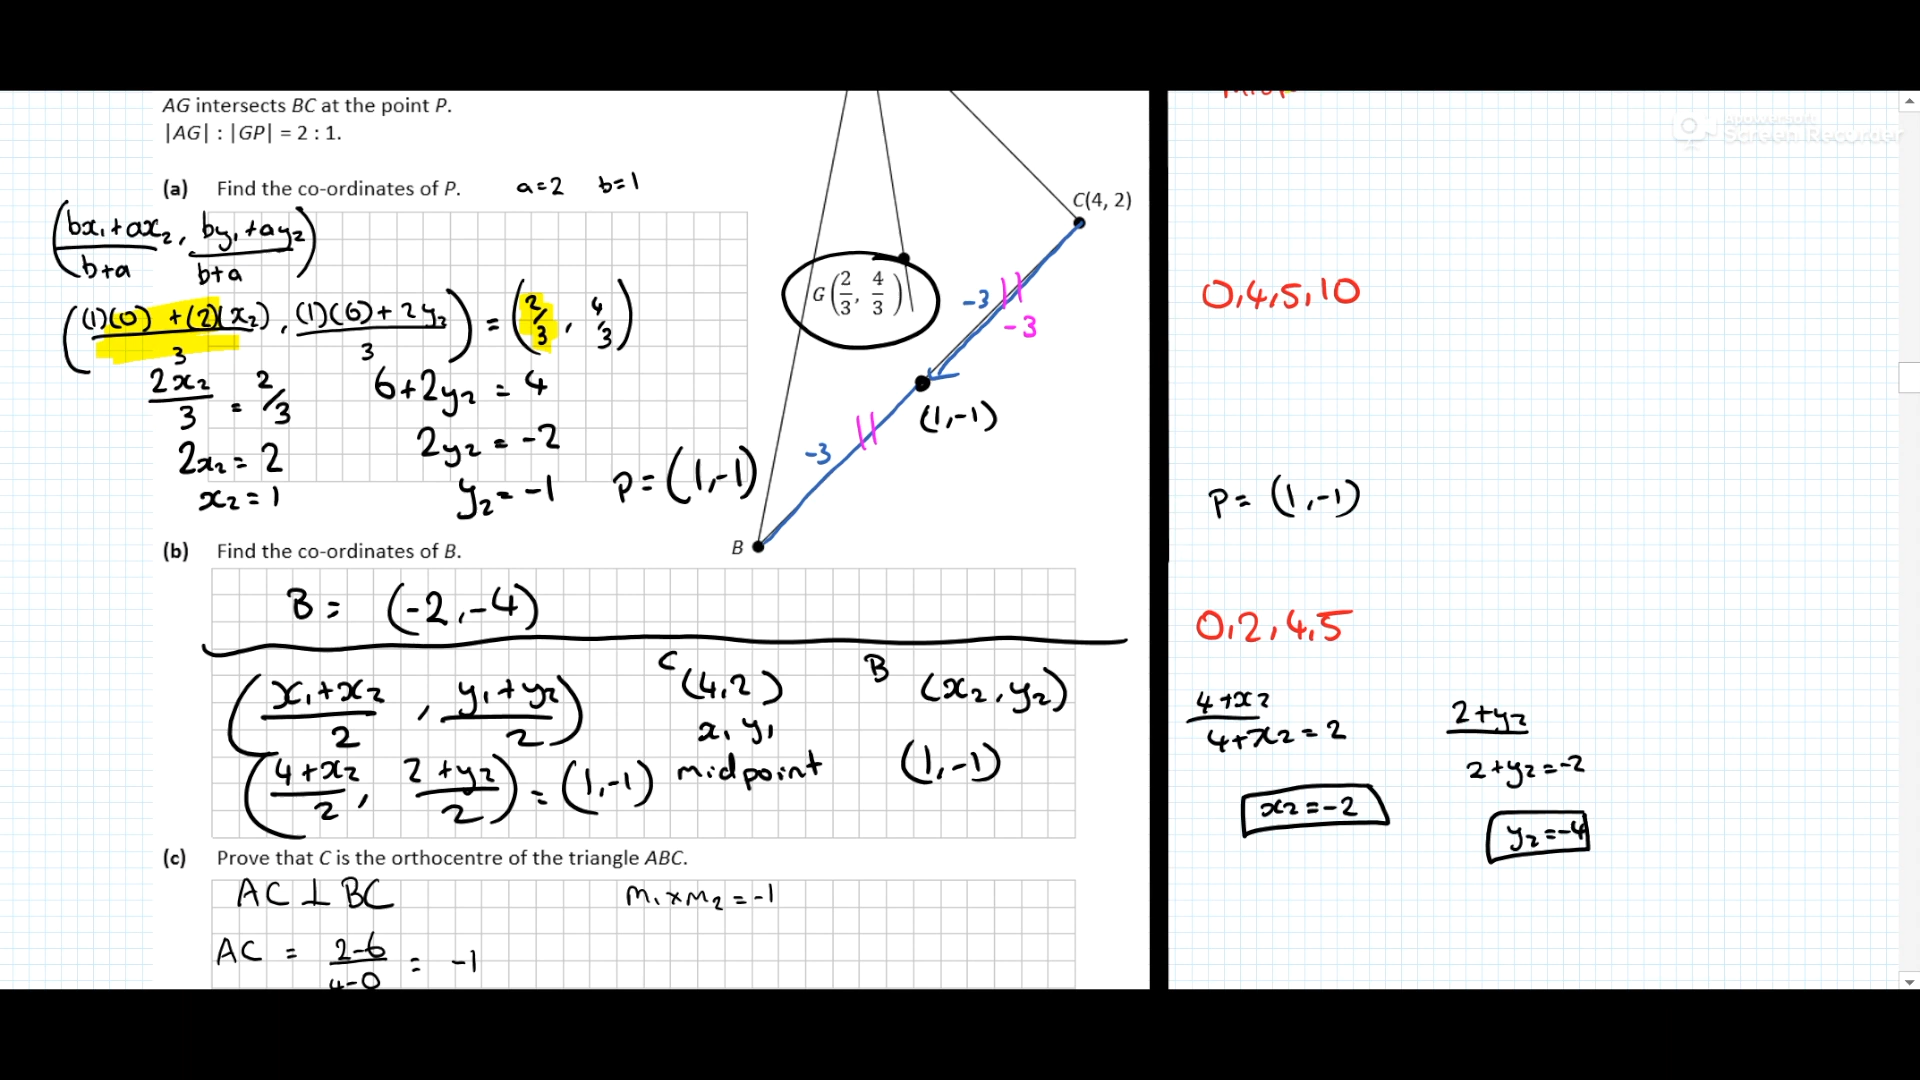 AG intersects BC at the point P.
|AG| : |GP| = 2 : 1.
(a) Find the co-ordinates of P. a=2 b=1
(bx₁+ax₂/b+a, by₁+ay₂/b+a)
((1)(0)+(2)(x₂)/3, (1)(6)+2y₂/3) = (2/3, 4/3)
2x₂/3 = 2/3
2x₂=2
x₂=1
6+2y₂=4
2y₂=-2
y₂=-1
P=(1,-1)
C(4, 2)
G(2/3, 4/3)
-3
-3
(1,-1)
-3
B
(b) Find the co-ordinates of B.
B= (-2,-4)
(x₁+x₂/2, y₁+y₂/2) C (4,2) B (x₂,y₂)
x₁ y₁
(4+x₂/2, 2+y₂/2) = (1,-1) midpoint (1,-1)
(c) Prove that C is the orthocentre of the triangle ABC.
AC⊥BC m₁×m₂=-1
AC = 2-6/4-0 = -1
Apowersoft
Screen Recorder
0,4,5,10
P= (1,-1)
0,2,4,5
4+x₂
4+x₂=2
x₂=-2
2+y₂
2+y₂=-2
y₂=-4